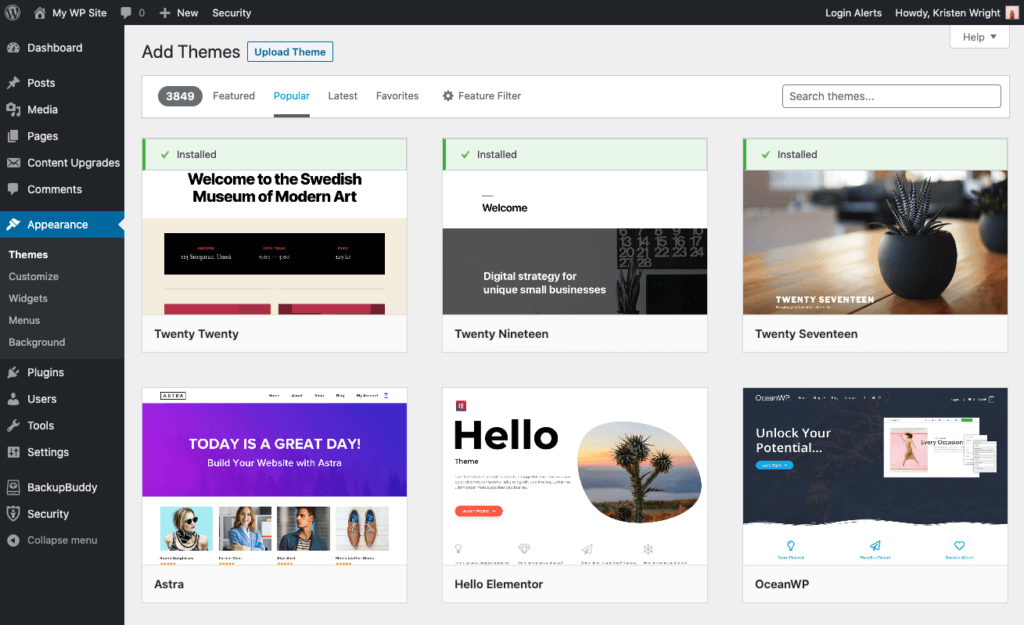 My WP Site 0 New Security Login Alerts Howdy, Kristen Wright
Dashboard
Posts
Media
Pages
Content Upgrades
Comments
Appearance
Themes
Customize
Widgets
Menus
Background
Plugins
Users
Tools
Settings
BackupBuddy
Security
Collapse menu
Help
Add Themes Upload Theme
3849 Featured Popular Latest Favorites Feature Filter Search themes...
Installed
Welcome to the Swedish
Museum of Modern Art
Twenty Twenty
Installed
Welcome
Digital strategy for
unique small businesses
Twenty Nineteen
Installed
TWENTY SEVENTEEN
Twenty Seventeen
ASTRA
TODAY IS A GREAT DAY!
Build Your Website with Astra
Astra
Hello
Theme
Hello Elementor
OceanWP
Unlock Your
Potential...
Every Occasion
OceanWP